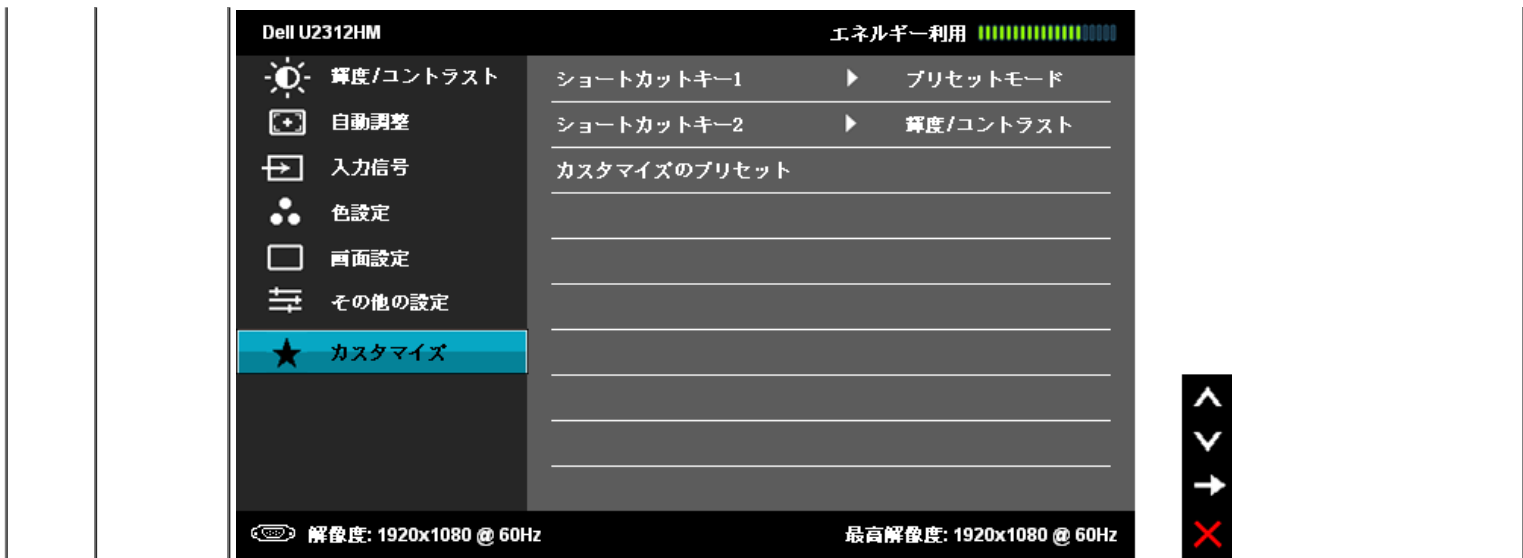 Dell U2312HM エネルギー利用
輝度/コントラスト
自動調整
入力信号
色設定
画面設定
その他の設定
カスタマイズ
ショートカットキー1 プリセットモード
ショートカットキー2 輝度/コントラスト
カスタマイズのプリセット
解像度: 1920x1080 @ 60Hz 最高解像度: 1920x1080 @ 60Hz